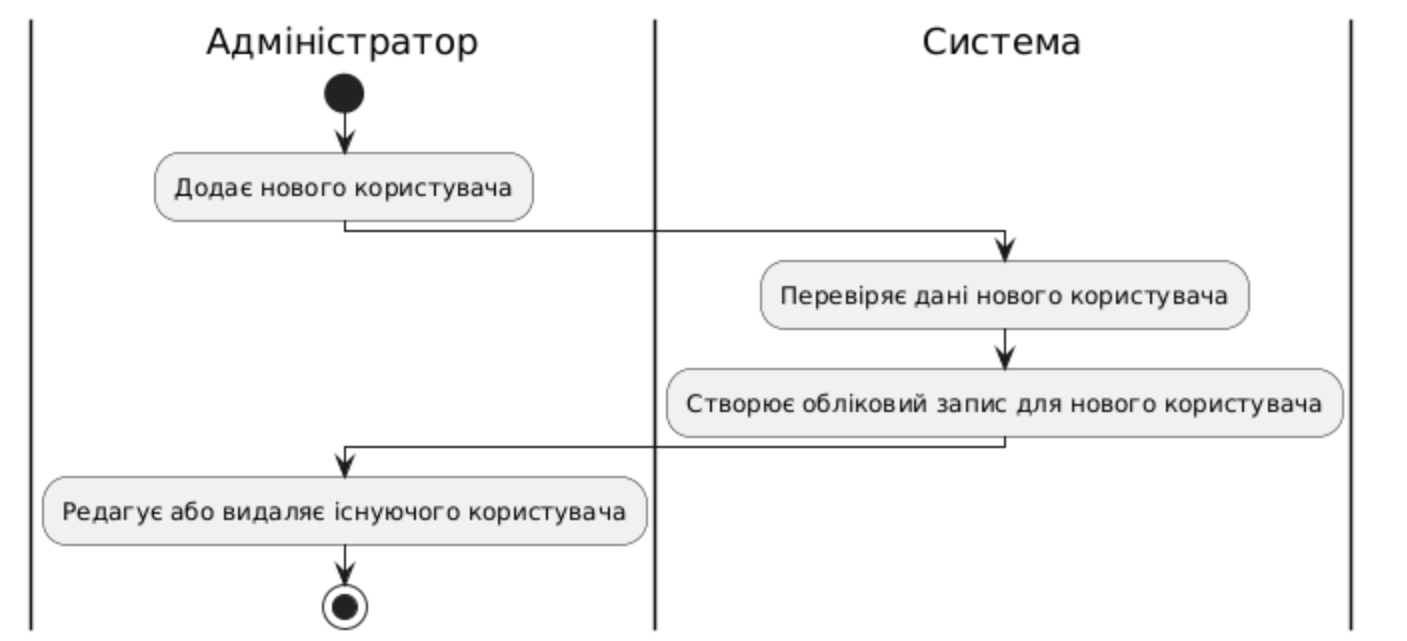 Адміністратор
Система
Додає нового користувача
Перевіряє дані нового користувача
Створює обліковий запис для нового користувача
Редагує або видаляє існуючого користувача